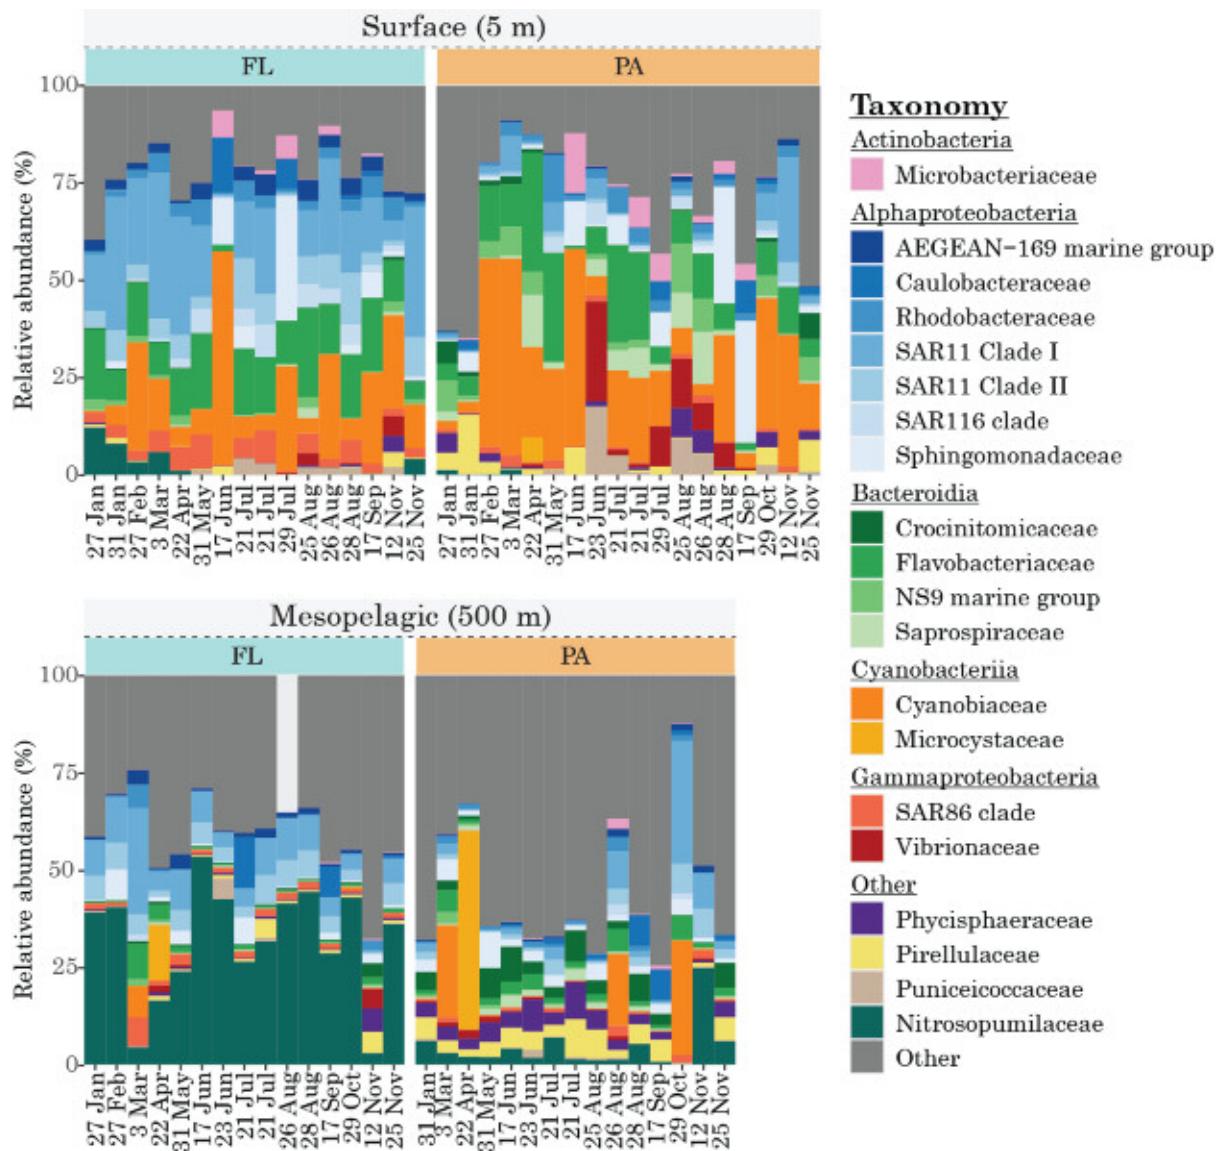 Surface (5 m)
FL
PA
Relative abundance (%)
100
75
50
25
0
27 Jan
31 Jan
27 Feb
3 Mar
22 Apr
31 May
17 Jun
21 Jul
21 Jul
29 Jul
25 Aug
26 Aug
28 Aug
17 Sep
12 Nov
25 Nov
27 Jan
31 Jan
27 Feb
3 Mar
22 Apr
31 May
17 Jun
23 Jun
21 Jul
21 Jul
29 Jul
25 Aug
26 Aug
28 Aug
17 Sep
29 Oct
12 Nov
25 Nov
Mesopelagic (500 m)
FL
PA
Relative abundance (%)
100
75
50
25
0
27 Jan
27 Feb
3 Mar
22 Apr
31 May
17 Jun
23 Jun
21 Jul
21 Jul
26 Aug
28 Aug
17 Sep
29 Oct
12 Nov
25 Nov
31 Jan
3 Mar
22 Apr
31 May
17 Jun
23 Jun
21 Jul
21 Jul
25 Aug
26 Aug
28 Aug
17 Sep
29 Oct
12 Nov
25 Nov
Taxonomy
Actinobacteria
Microbacteriaceae
Alphaproteobacteria
AEGEAN-169 marine group
Caulobacteraceae
Rhodobacteraceae
SAR11 Clade I
SAR11 Clade II
SAR116 clade
Sphingomonadaceae
Bacteroidia
Crocinitomicaceae
Flavobacteriaceae
NS9 marine group
Saprospiraceae
Cyanobacteriia
Cyanobiaceae
Microcystaceae
Gammaproteobacteria
SAR86 clade
Vibrionaceae
Other
Phycisphaeraceae
Pirellulaceae
Puniceicoccaceae
Nitrosopumilaceae
Other